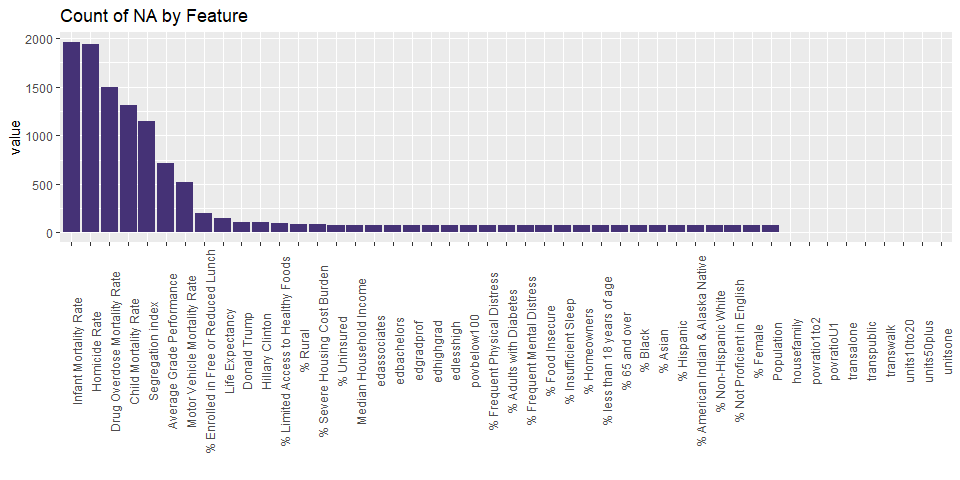 Count of NA by Feature
value
2000
1500
1000
500
0
Infant Mortality Rate
Homicide Rate
Drug Overdose Mortality Rate
Child Mortality Rate
Segregation index
Average Grade Performance
Motor Vehicle Mortality Rate
% Enrolled in Free or Reduced Lunch
Life Expectancy
Donald Trump
Hillary Clinton
% Limited Access to Healthy Foods
% Rural
% Severe Housing Cost Burden
% Uninsured
Median Household Income
edassociates
edbachelors
edgradprof
edhighgrad
edlesshigh
povbelow100
% Frequent Physical Distress
% Adults with Diabetes
% Frequent Mental Distress
% Food Insecure
% Insufficient Sleep
% Homeowners
% less than 18 years of age
% 65 and over
% Black
% Asian
% Hispanic
% American Indian & Alaska Native
% Non-Hispanic White
% Not Proficient in English
% Female
Population
housefamily
povratio1to2
povratioU1
transalone
transpublic
transwalk
units10to20
units50plus
unitsone